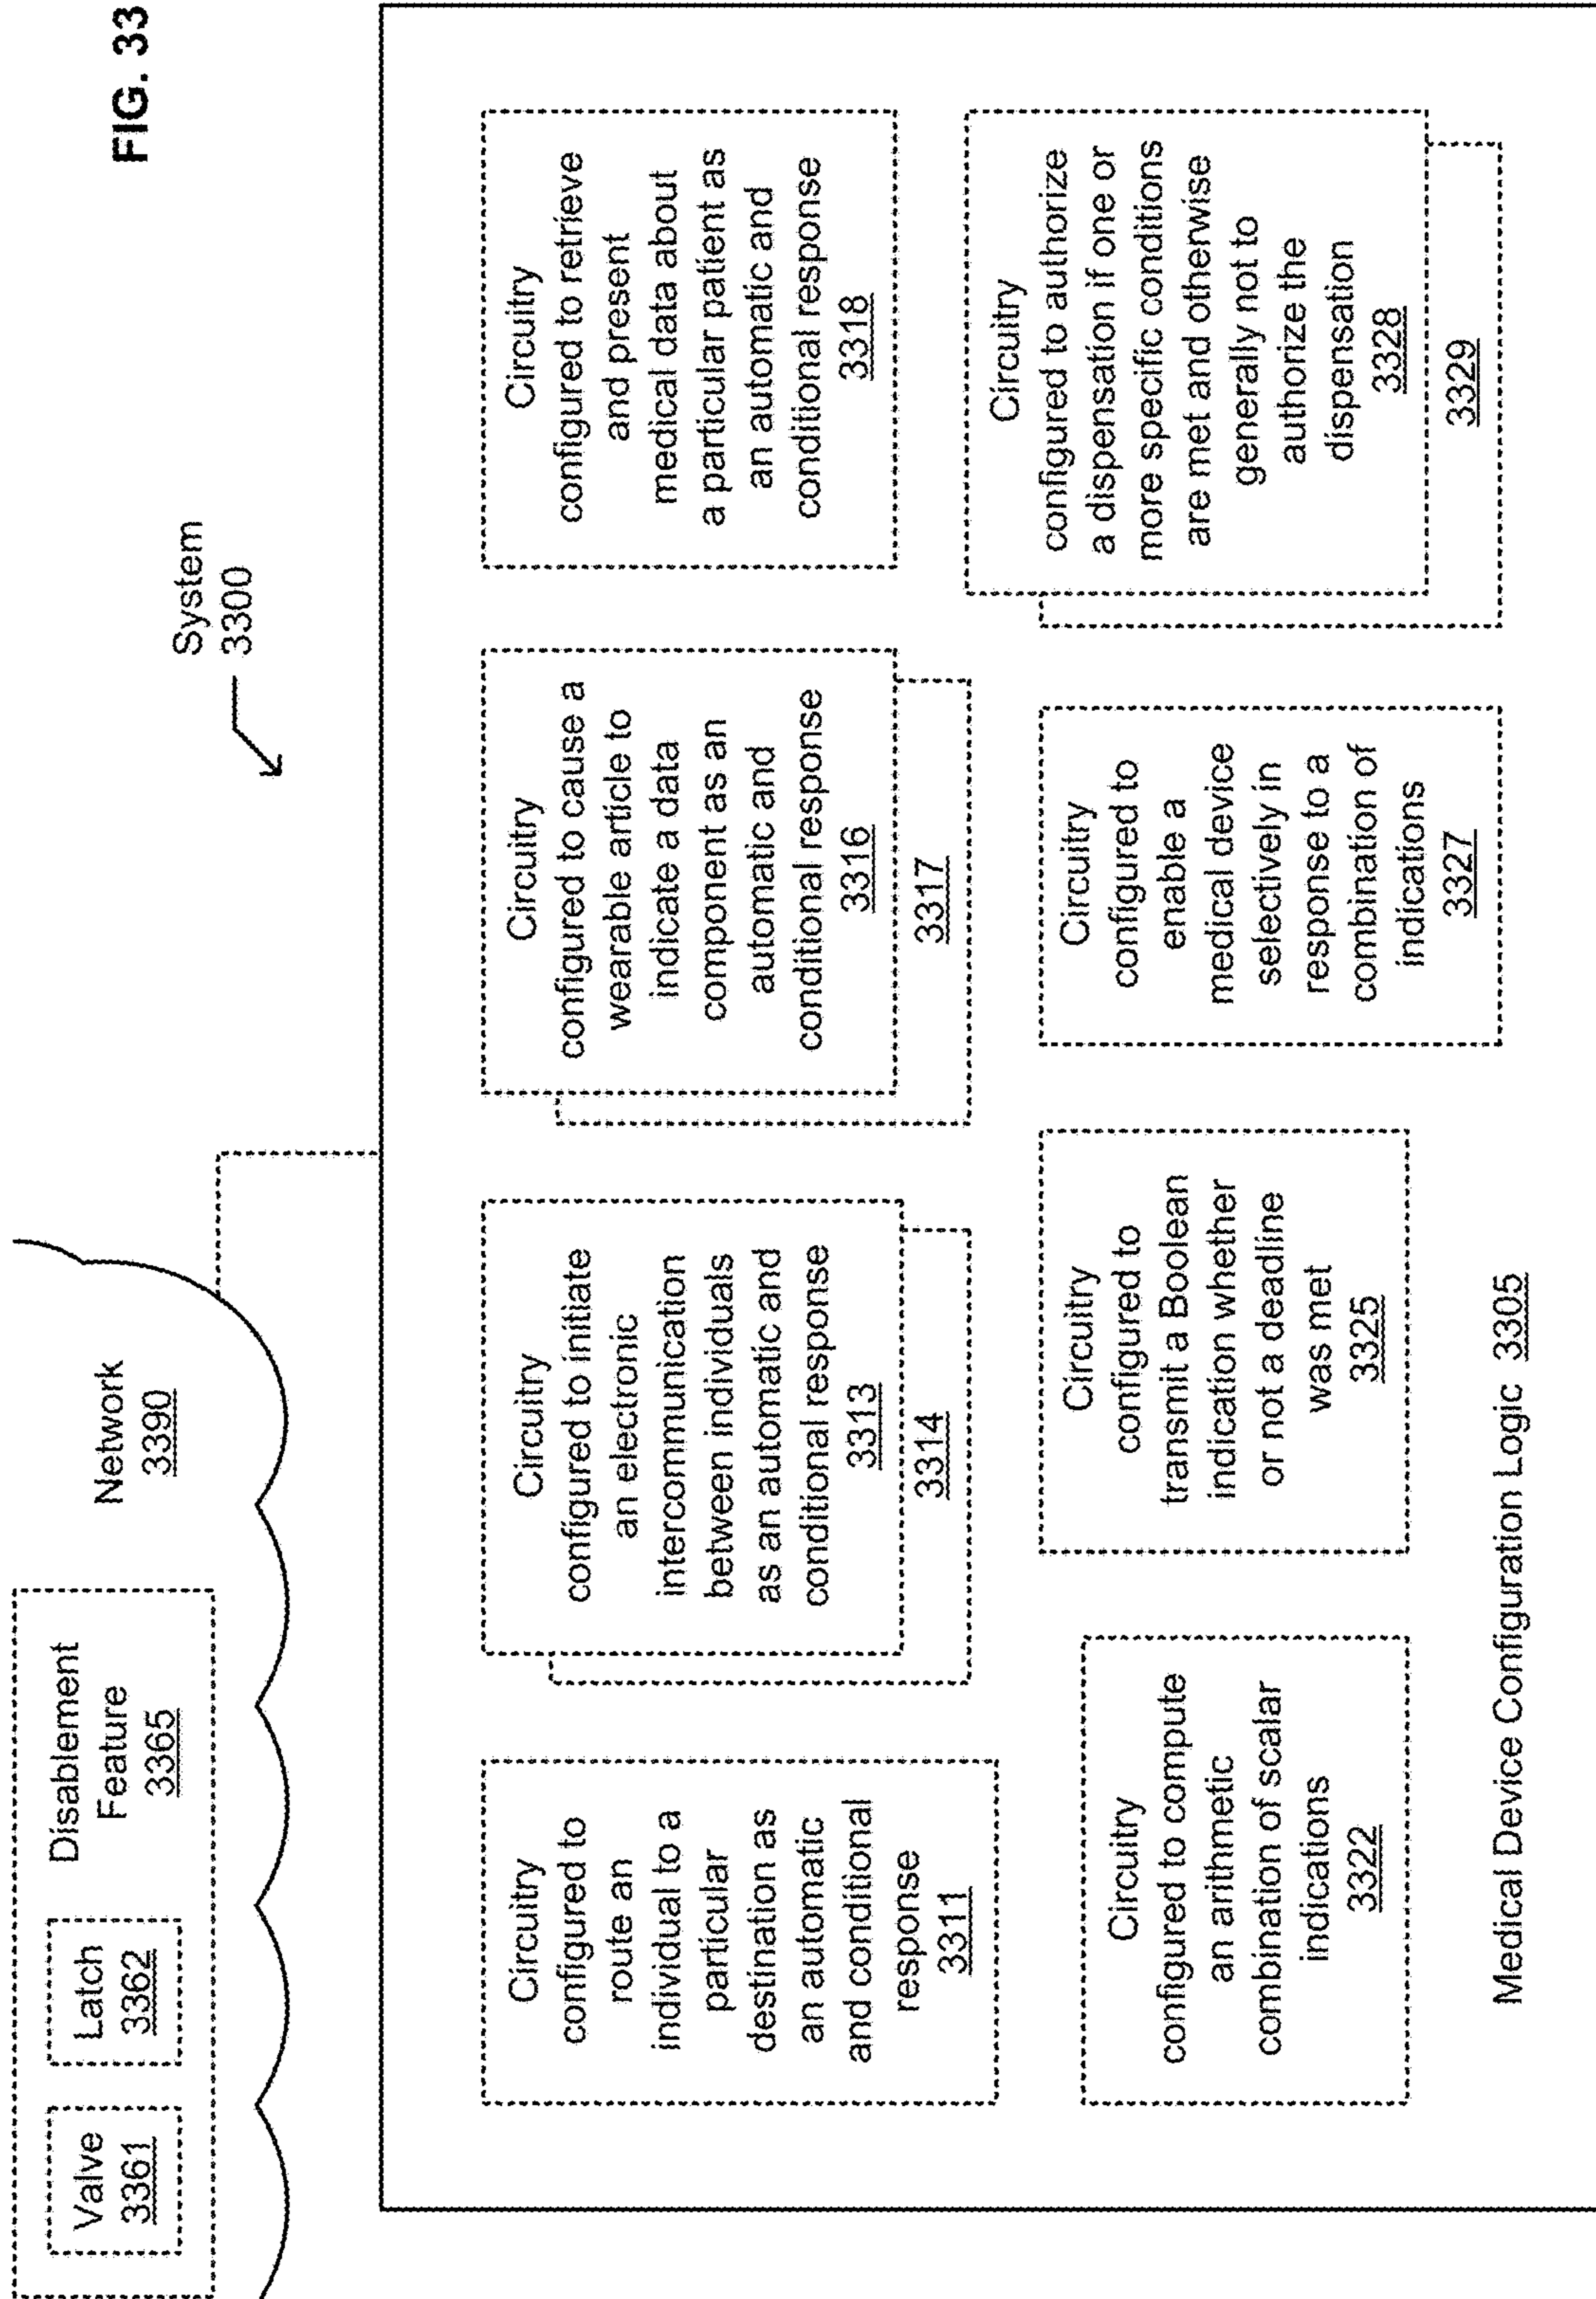 FIG. 33
System
3300
Network
3390
Disablement
Feature
3365
Valve
3361
Latch
3362
Circuitry
configured to
route an
individual to a
particular
destination as
an automatic
and conditional
response
3311
Circuitry
configured to initiate
an electronic
intercommunication
between individuals
as an automatic and
conditional response
3313
3314
Circuitry
configured to cause a
wearable article to
indicate a data
component as an
automatic and
conditional response
3316
3317
Circuitry
configured to retrieve
and present
medical data about
a particular patient as
an automatic and
conditional response
3318
Circuitry
configured to compute
an arithmetic
combination of scalar
indications
3322
Circuitry
configured to
transmit a Boolean
indication whether
or not a deadline
was met
3325
Circuitry
configured to
enable a
medical device
selectively in
response to a
combination of
indications
3327
Circuitry
configured to authorize
a dispensation if one or
more specific conditions
are met and otherwise
generally not to
authorize the
dispensation
3328
3329
Medical Device Configuration Logic 3305